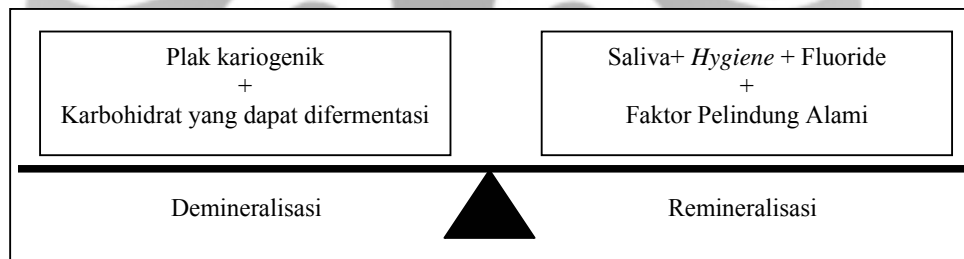 Plak kariogenik
+
Karbohidrat yang dapat difermentasi
Saliva+ Hygiene + Fluoride
+
Faktor Pelindung Alami
Demineralisasi
Remineralisasi